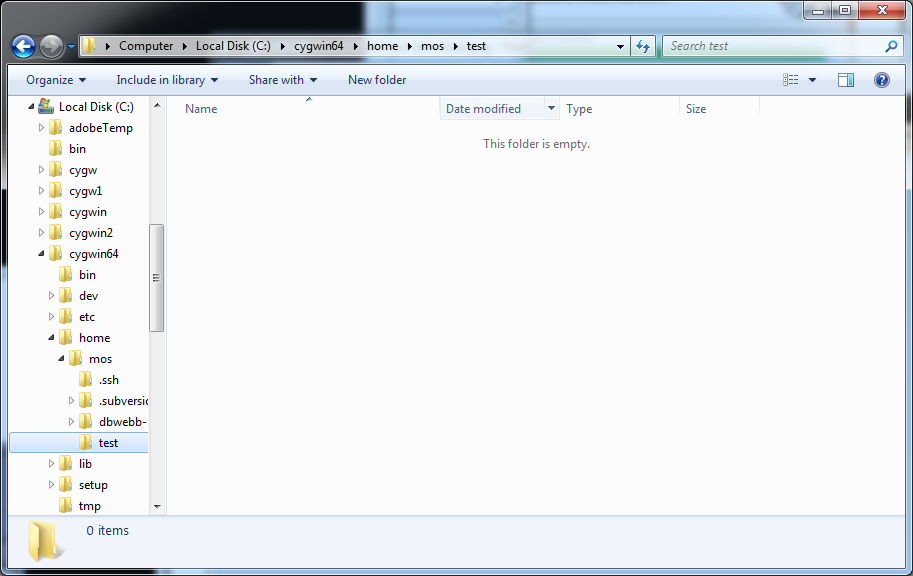 Computer Local Disk (C:) cygwin64 home mos test Search test
Organize Include in library Share with New folder
Name Date modified Type Size
This folder is empty.
Local Disk (C:)
adobeTemp
bin
cygw
cygw1
cygwin
cygwin2
cygwin64
bin
dev
etc
home
mos
.ssh
.subversic
dbwebb-
test
lib
setup
tmp
0 items